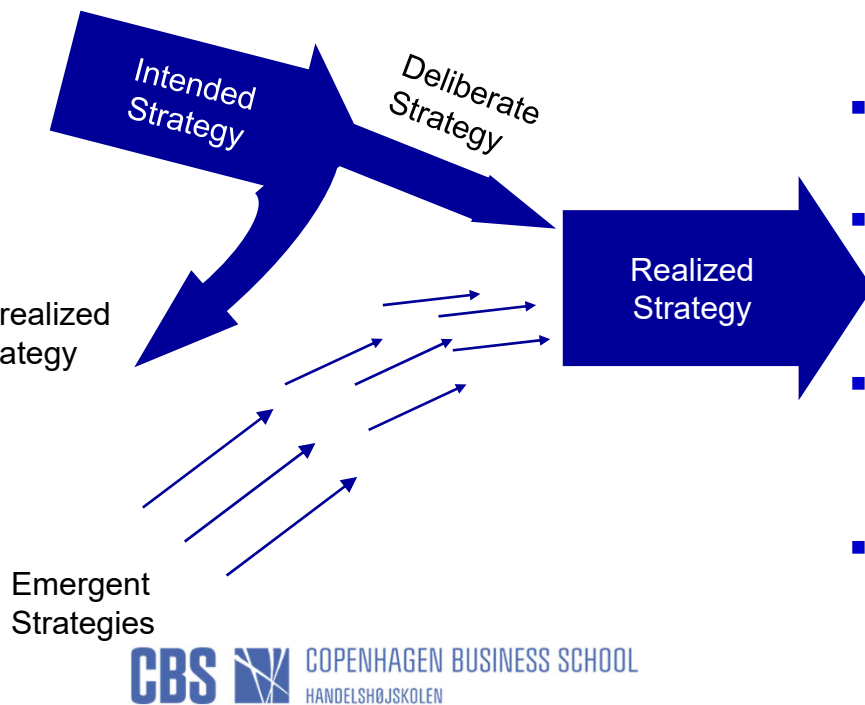 Intended
Strategy
Deliberate
Strategy
Realized
Strategy
realized
ategy
Emergent
Strategies
CBS COPENHAGEN BUSINESS SCHOOL
HANDELSHØJSKOLEN